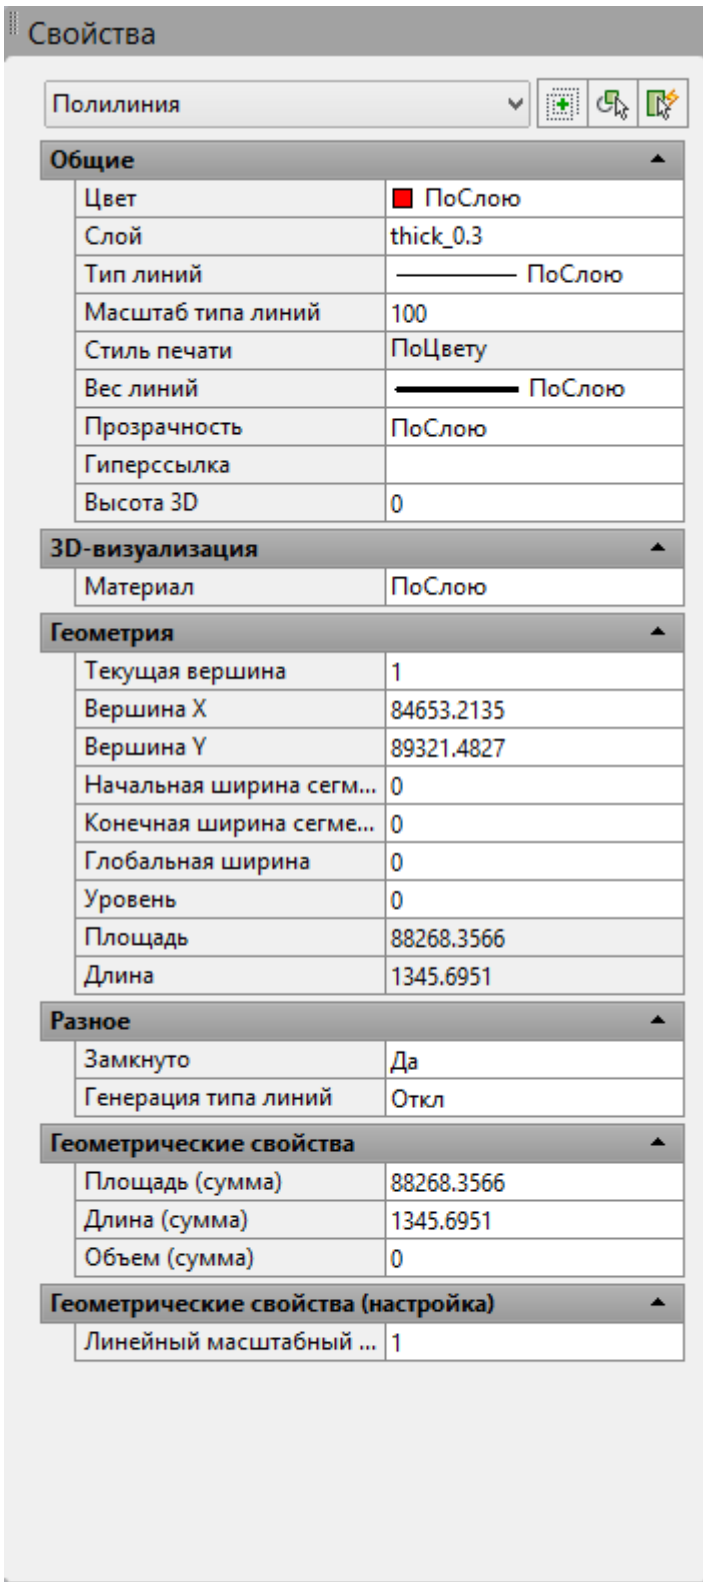 Свойства
Полилиния
Общие
Цвет ПоСлою
Слой thick_0.3
Тип линий ПоСлою
Масштаб типа линий 100
Стиль печати ПоЦвету
Вес линий ПоСлою
Прозрачность ПоСлою
Гиперссылка
Высота 3D 0
3D-визуализация
Материал ПоСлою
Геометрия
Текущая вершина 1
Вершина X 84653.2135
Вершина Y 89321.4827
Начальная ширина сегм... 0
Конечная ширина сегме... 0
Глобальная ширина 0
Уровень 0
Площадь 88268.3566
Длина 1345.6951
Разное
Замкнуто Да
Генерация типа линий Откл
Геометрические свойства
Площадь (сумма) 88268.3566
Длина (сумма) 1345.6951
Объем (сумма) 0
Геометрические свойства (настройка)
Линейный масштабный ... 1